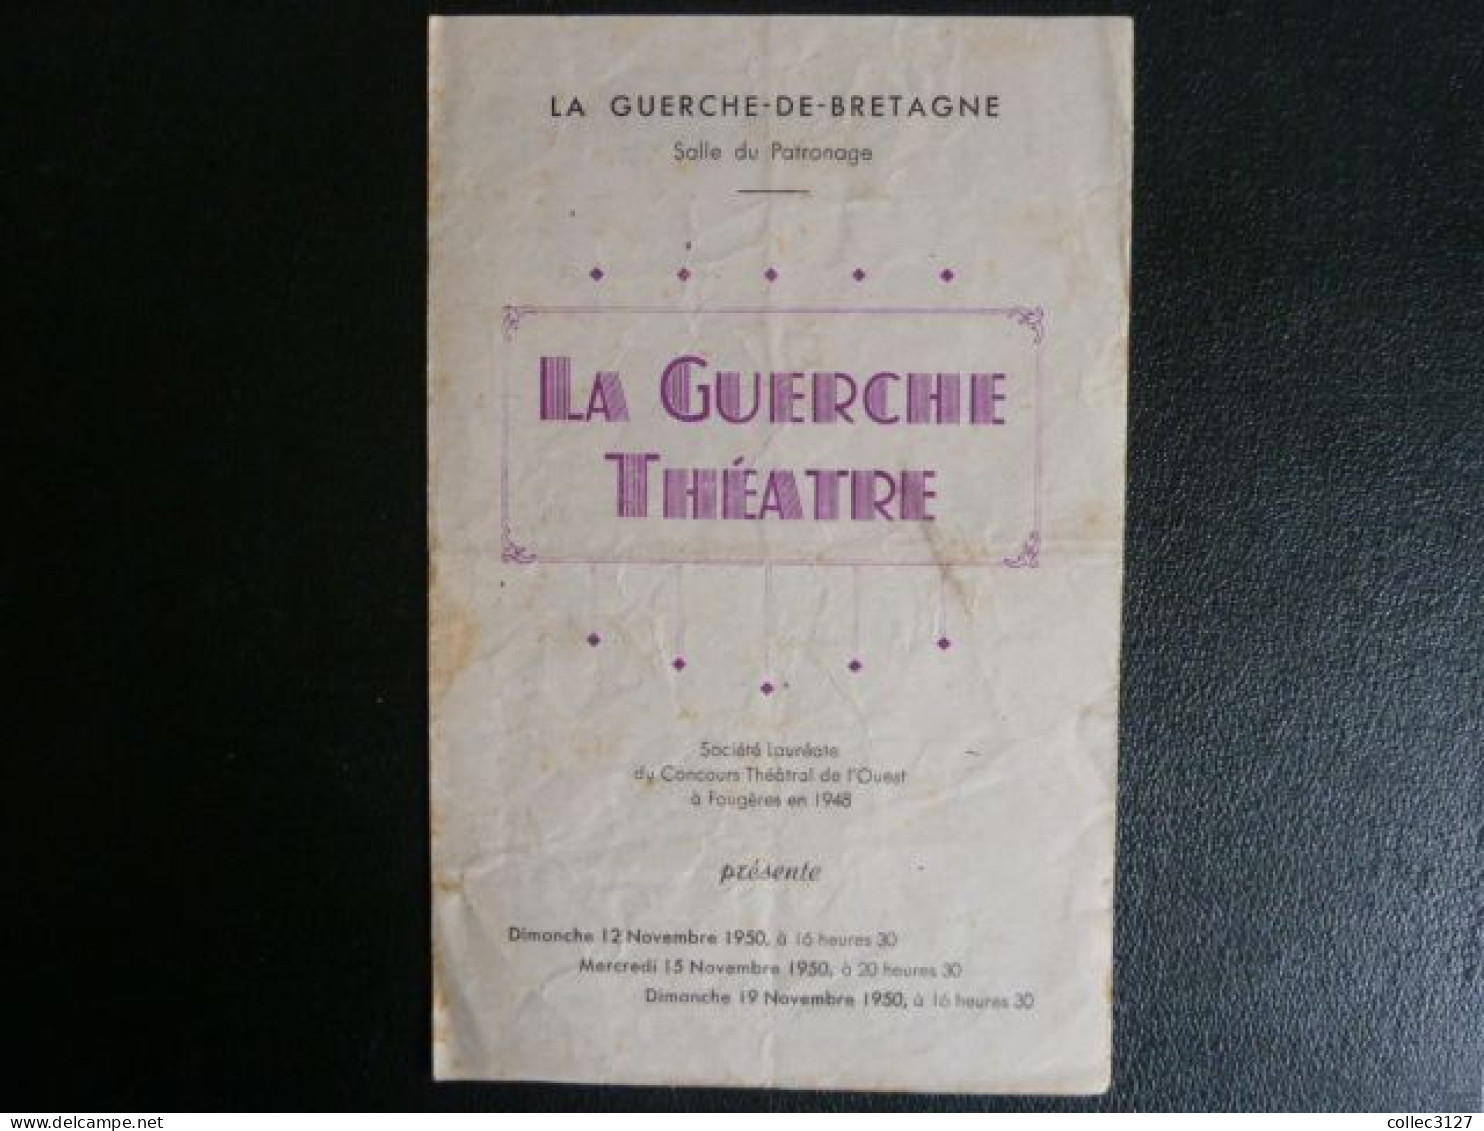 LA GUERCHE-DE-BRETAGNE
Salle du Patronage
LA GUERCHE
THÉATRE
Société Lauréate
du Concours Théâtral de l'Ouest
à Fougères en 1948
présente
Dimanche 12 Novembre 1950, à 16 heures 30
Mercredi 15 Novembre 1950, à 20 heures 30
Dimanche 19 Novembre 1950, à 16 heures 30
www.delcampe.net
collec3127